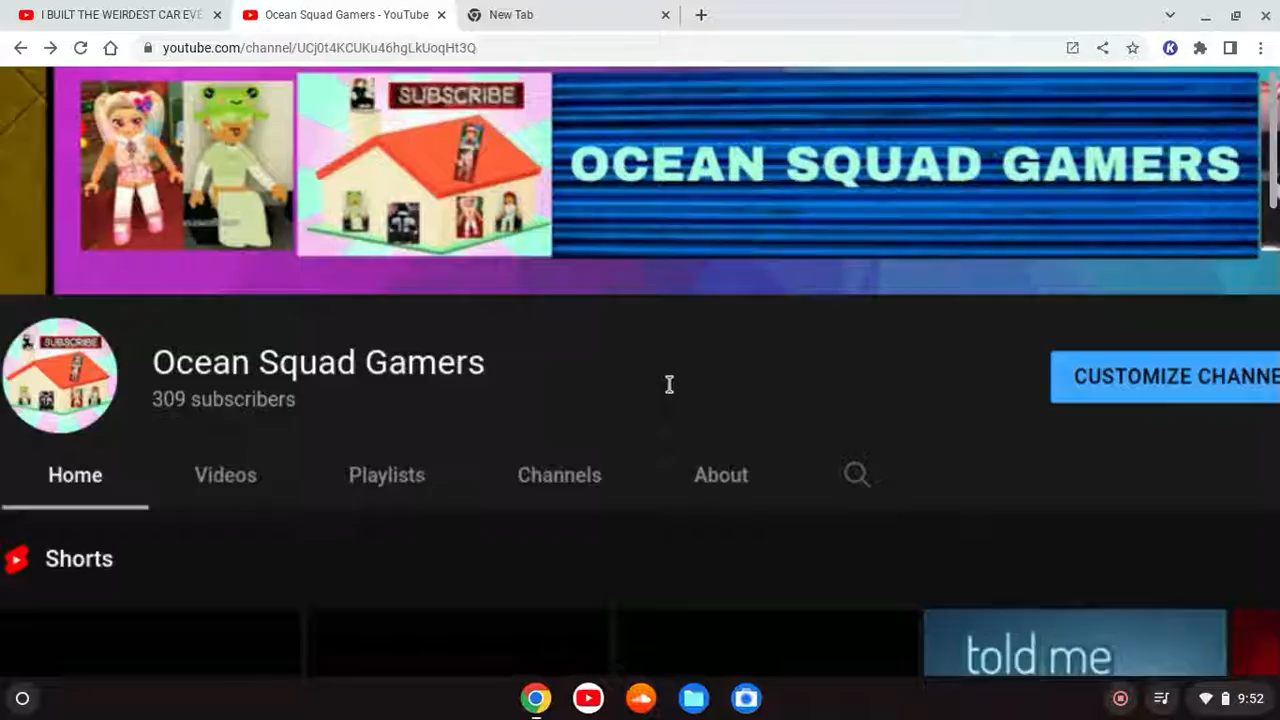 I BUILT THE WEIRDEST CAR EVE
Ocean Squad Gamers - YouTube
New Tab
youtube.com/channel/UCj0t4KCUKu46hgLkUoqHt3Q
SUBSCRIBE
OCEAN SQUAD GAMERS
SUBSCRIBE
Ocean Squad Gamers
309 subscribers
CUSTOMIZE CHANNE
Home
Videos
Playlists
Channels
About
Shorts
told me
9:52